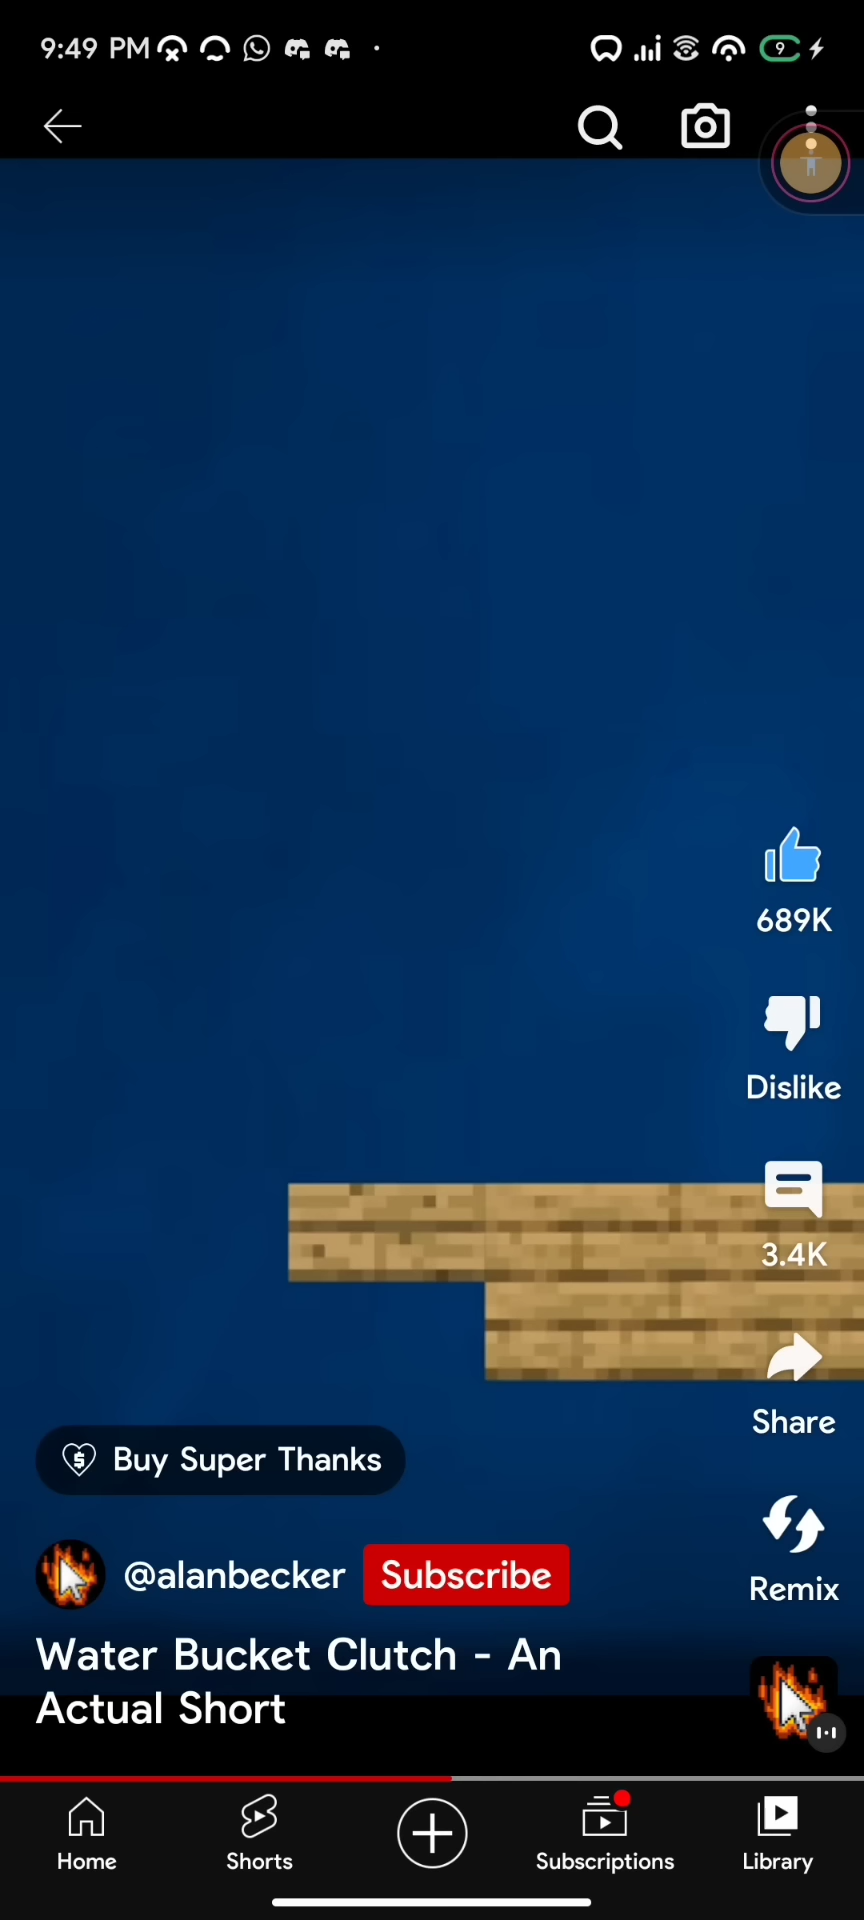 9:49 PM
9
689K
Dislike
3.4K
Share
Buy Super Thanks
@alanbecker Subscribe
Remix
Water Bucket Clutch - An
Actual Short
Home
Shorts
Subscriptions
Library